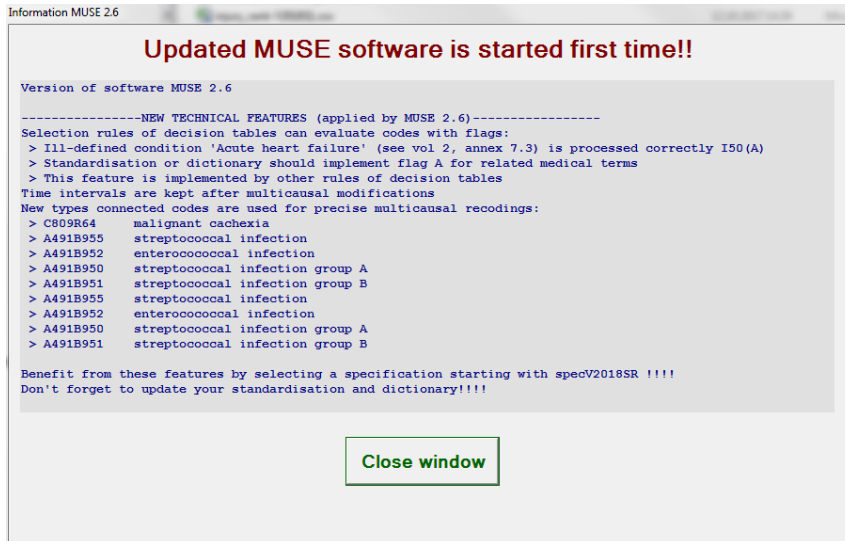 Information MUSE 2.6
Updated MUSE software is started first time!!
Version of software MUSE 2.6
----------------NEW TECHNICAL FEATURES (applied by MUSE 2.6)-----------------
Selection rules of decision tables can evaluate codes with flags:
> Ill-defined condition 'Acute heart failure' (see vol 2, annex 7.3) is processed correctly I50(A)
> Standardisation or dictionary should implement flag A for related medical terms
> This feature is implemented by other rules of decision tables
Time intervals are kept after multicausal modifications
New types connected codes are used for precise multicausal recodings:
> C809R64 malignant cachexia
> A491B955 streptococcal infection
> A491B952 enterocococcal infection
> A491B950 streptococcal infection group A
> A491B951 streptococcal infection group B
> A491B955 streptococcal infection
> A491B952 enterocococcal infection
> A491B950 streptococcal infection group A
> A491B951 streptococcal infection group B
Benefit from these features by selecting a specification starting with specV2018SR !!!!
Don't forget to update your standardisation and dictionary!!!!
Close window